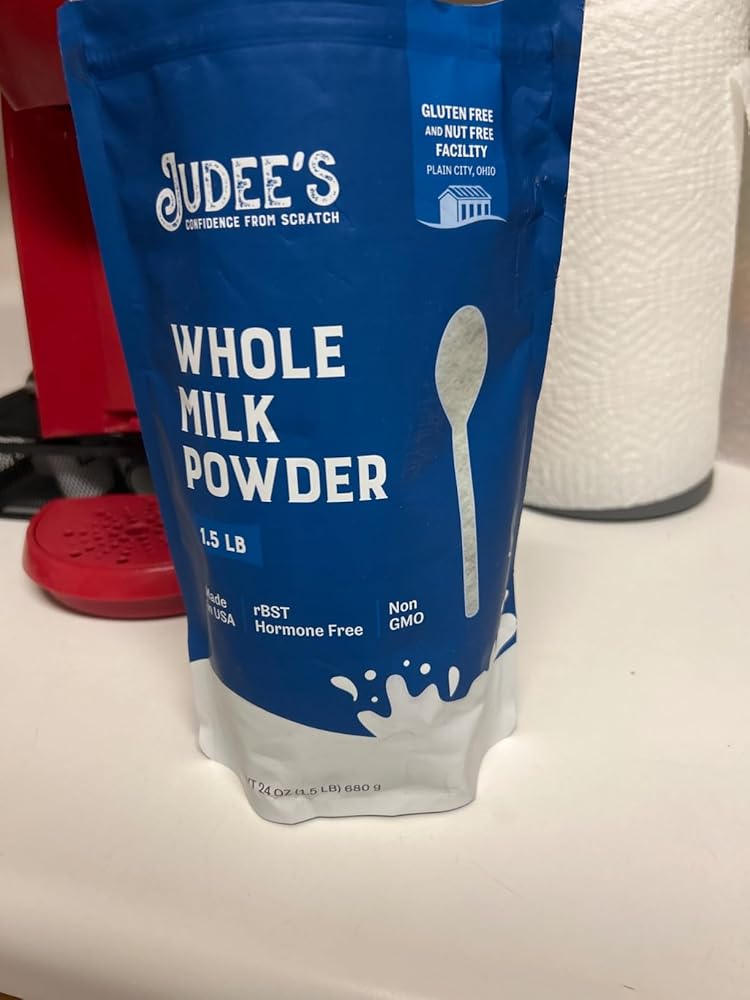 GLUTEN FREE
AND NUT FREE
FACILITY
PLAIN CITY, OHIO
JUDEE'S
CONFIDENCE FROM SCRATCH
WHOLE
MILK
POWDER
1.5 LB
Made
in USA
rBST
Hormone Free
Non
GMO
24 OZ (1.5 LB) 680 g